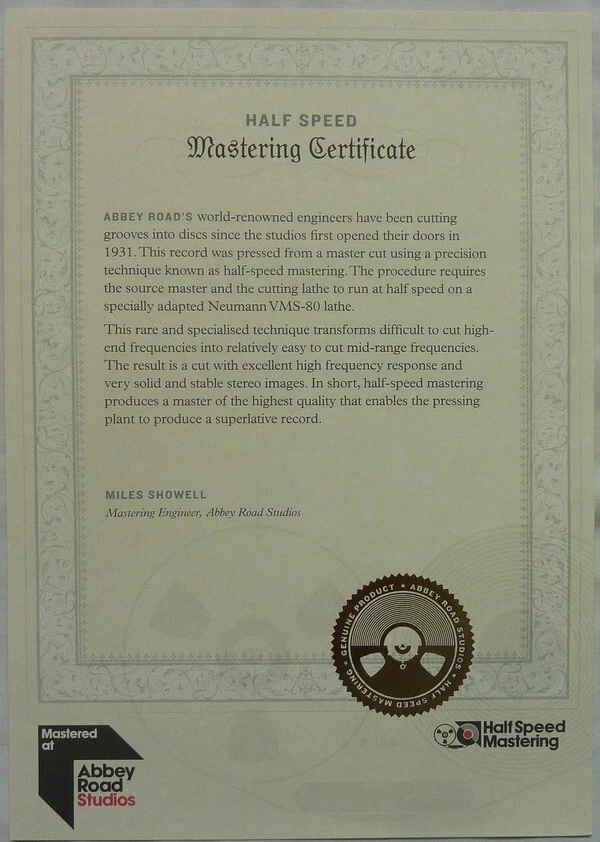 HALF SPEED
Mastering Certificate
ABBEY ROAD'S world-renowned engineers have been cutting
grooves into discs since the studios first opened their doors in
1931. This record was pressed from a master cut using a precision
technique known as half-speed mastering. The procedure requires
the source master and the cutting lathe to run at half speed on a
specially adapted Neumann VMS-80 lathe.
This rare and specialised technique transforms difficult to cut high-
end frequencies into relatively easy to cut mid-range frequencies.
The result is a cut with excellent high frequency response and
very solid and stable stereo images. In short, half-speed mastering
produces a master of the highest quality that enables the pressing
plant to produce a superlative record.
MILES SHOWELL
Mastering Engineer, Abbey Road Studios
GENUINE PRODUCT * ABBEY ROAD STUDIOS * HALF SPEED MASTERING *
Mastered
at
Abbey
Road
Studios
Half Speed
Mastering